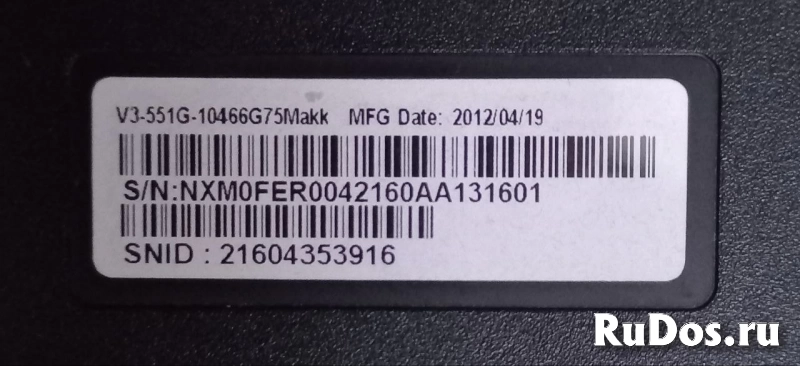 V3-551G-10466G75Makk MFG Date: 2012/04/19
S/N:NXM0FER0042160AA131601
SNID : 21604353916
RuDos.ru